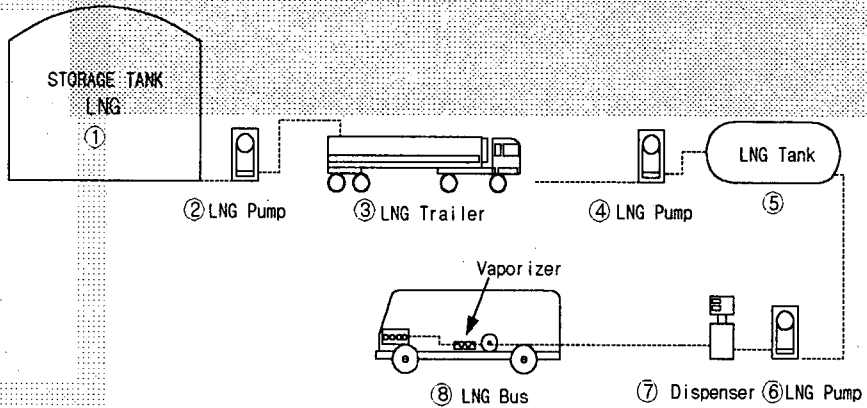 STORAGE TANK
LNG
①
② LNG Pump
③ LNG Trailer
④ LNG Pump
LNG Tank
⑤
Vaporizer
⑧ LNG Bus
⑦ Dispenser
⑥ LNG Pump